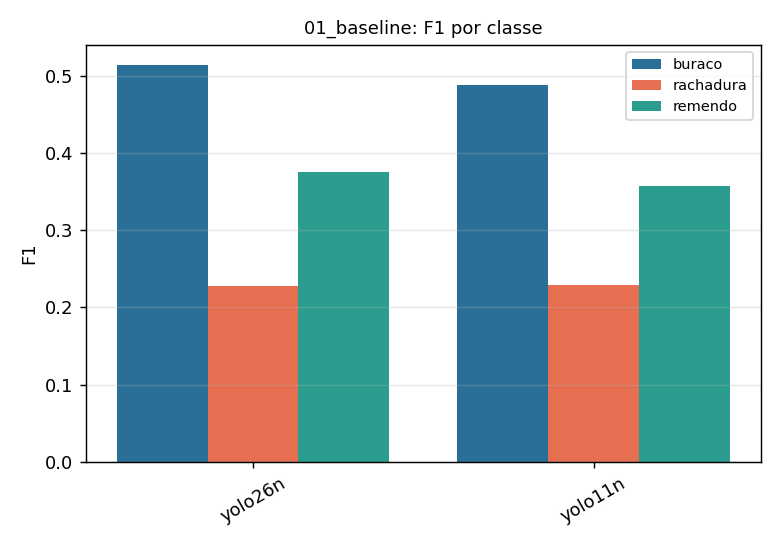 01_baseline: F1 por classe
buraco
rachadura
remendo
F1
0.5
0.4
0.3
0.2
0.1
0.0
yolo26n
yolo11n